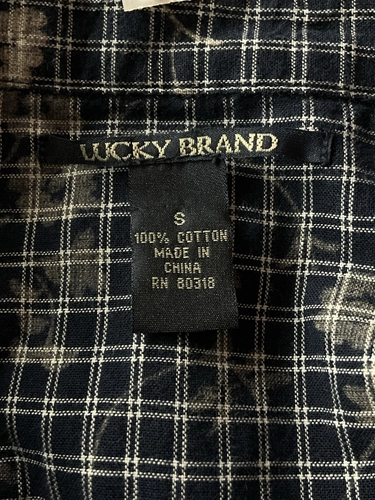 LUCKY BRAND
S
100% COTTON
MADE IN
CHINA
RN 80318